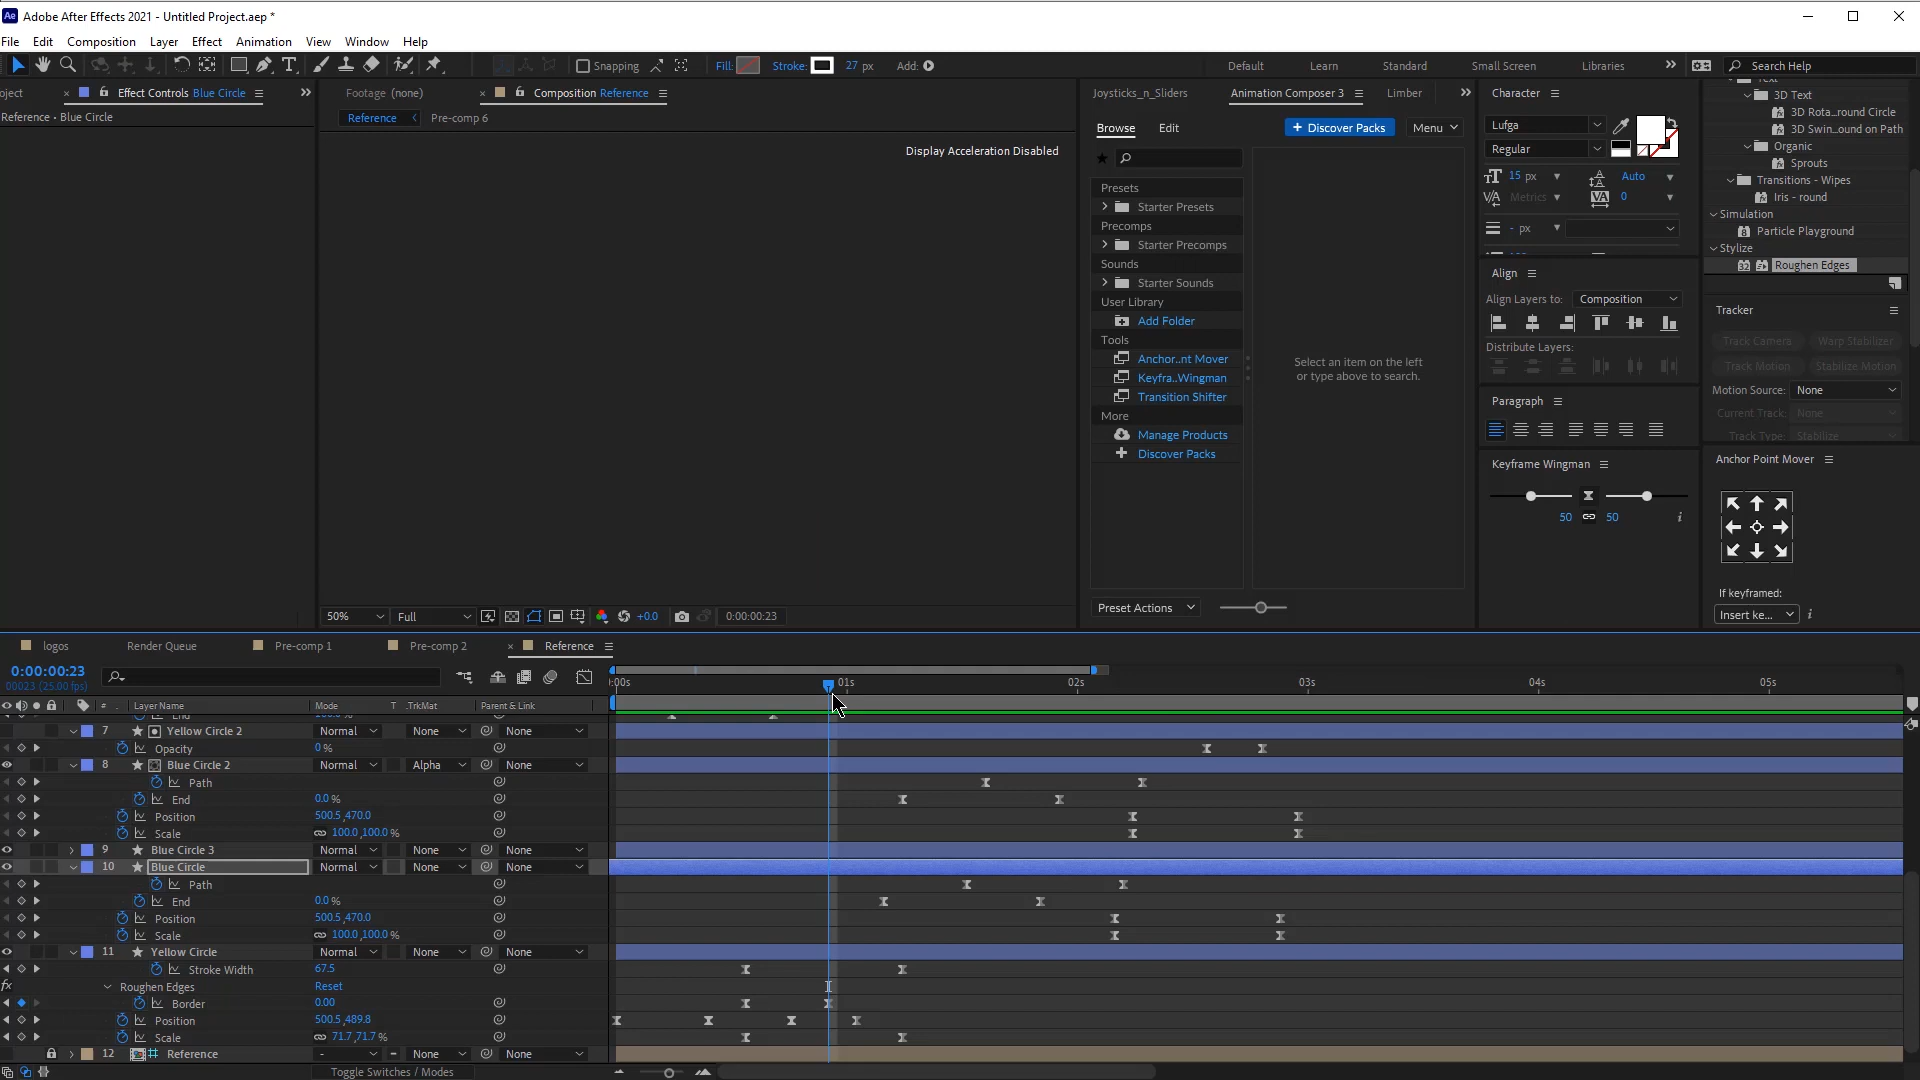 Adobe After Effects 2021 - Untitled Project.aep *
File Edit Composition Layer Effect Animation View Window Help
Snapping Fill: Stroke: 27 px Add: Default Learn Standard Small Screen Libraries Search Help
oject Effect Controls Blue Circle
Reference • Blue Circle
Footage (none) Composition Reference
Reference Pre-comp 6
Display Acceleration Disabled
50% Full +0.0 0:00:00:23
Joysticks_n_Sliders Animation Composer 3 Limber
Browse Edit + Discover Packs Menu
Presets
Starter Presets
Precomps
Starter Precomps
Sounds
Starter Sounds
User Library
Add Folder
Tools
Anchor..nt Mover
Keyfra..Wingman
Transition Shifter
More
Manage Products
Discover Packs
Select an item on the left
or type above to search.
Preset Actions
Character
Lufga
Regular
15 px Auto
Metrics 0
- px
Align
Align Layers to: Composition
Distribute Layers:
Paragraph
Keyframe Wingman
50 50
3D Text
3D Rota...round Circle
3D Swin...ound on Path
Organic
Sprouts
Transitions - Wipes
Iris - round
Simulation
Particle Playground
Stylize
Roughen Edges
Tracker
Track Camera Warp Stabilizer
Track Motion Stabilize Motion
Motion Source: None
Current Track: None
Track Type: Stabilize
Anchor Point Mover
If keyframed:
Insert ke...
logos Render Queue Pre-comp 1 Pre-comp 2 Reference
0:00:00:23
00023 (25.00 fps)
:00s 01s 02s 03s 04s 05s
# Layer Name Mode T .TrkMat Parent & Link
End
7 Yellow Circle 2 Normal None None
Opacity 0 %
8 Blue Circle 2 Normal Alpha None
Path
End 0.0 %
Position 500.5,470.0
Scale 100.0,100.0 %
9 Blue Circle 3 Normal None None
10 Blue Circle Normal None None
Path
End 0.0 %
Position 500.5,470.0
Scale 100.0,100.0 %
11 Yellow Circle Normal None None
Stroke Width 67.5
fx Roughen Edges Reset
Border 0.00
Position 500.5,489.8
Scale 71.7,71.7 %
12 Reference - None None
Toggle Switches / Modes